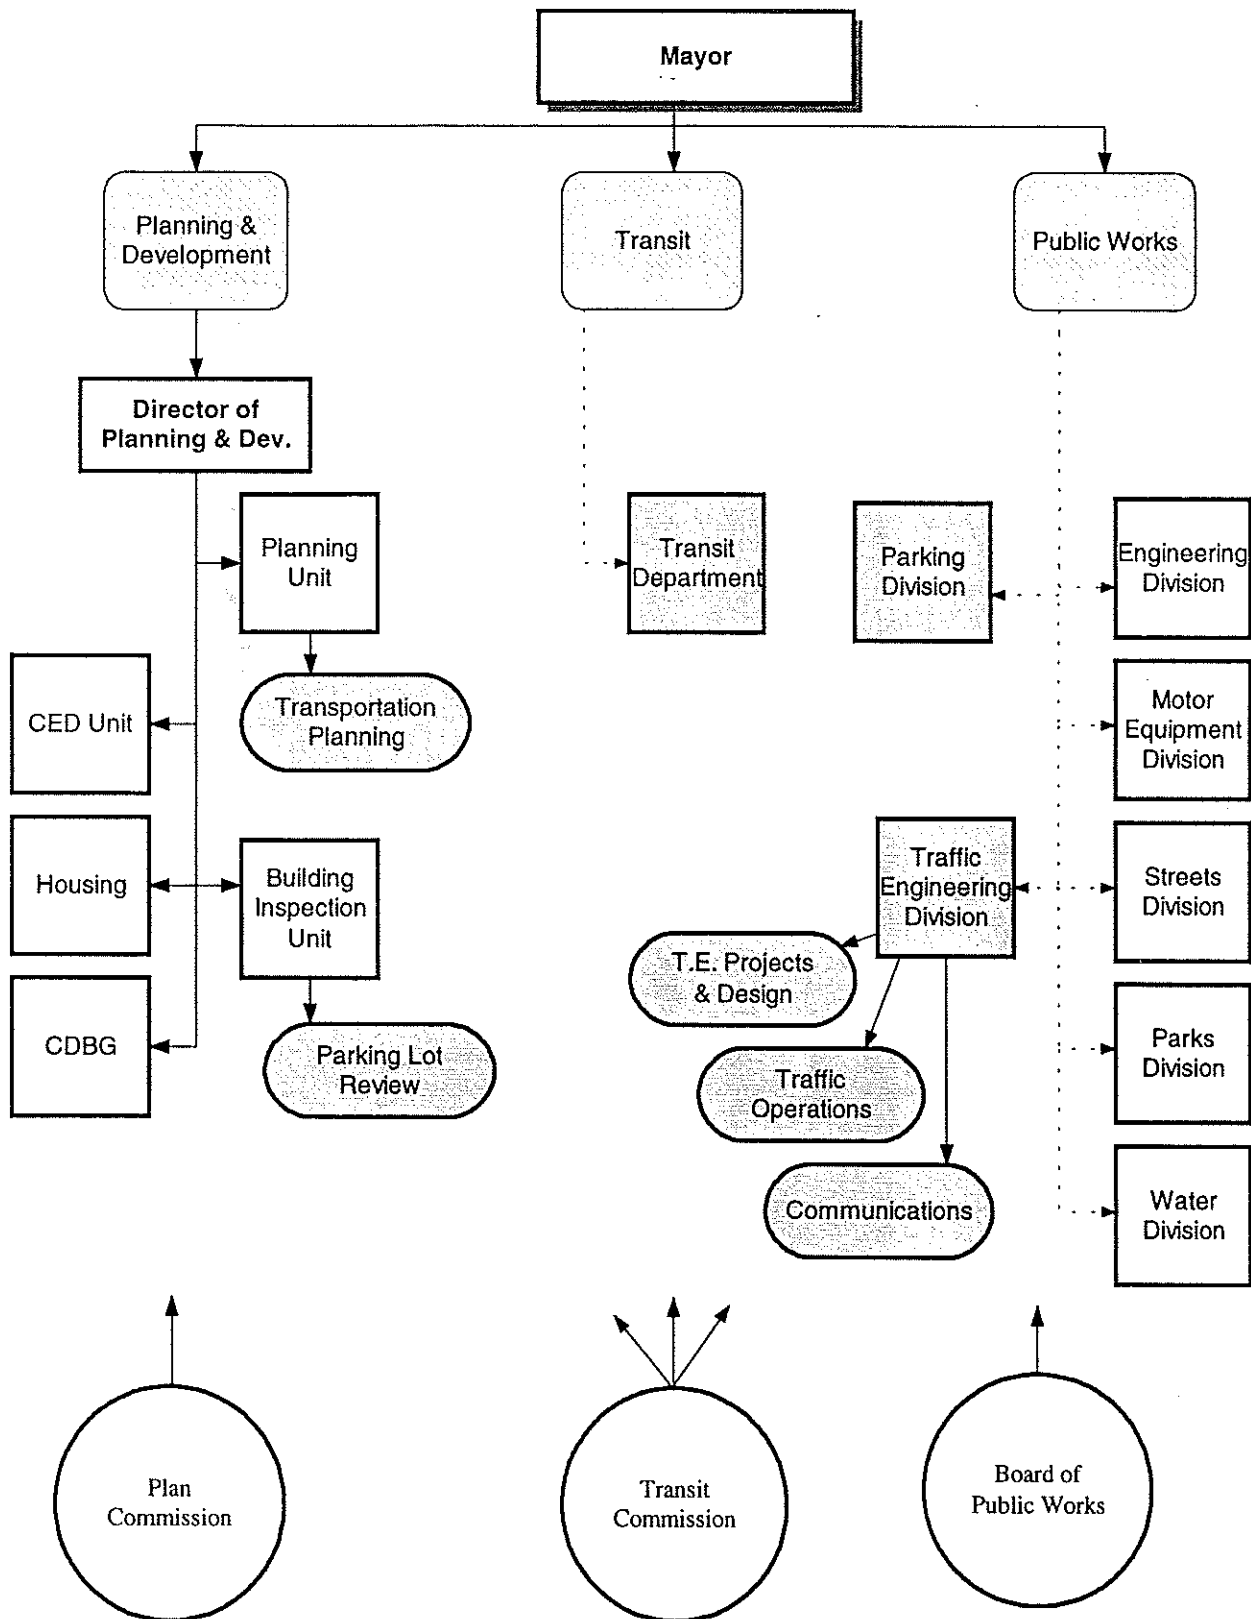 Mayor
Planning &
Development
Transit
Public Works
Director of
Planning & Dev.
Planning
Unit
Transit
Department
Parking
Division
Engineering
Division
CED Unit
Transportation
Planning
Motor
Equipment
Division
Housing
Building
Inspection
Unit
Traffic
Engineering
Division
Streets
Division
T.E. Projects
& Design
CDBG
Parking Lot
Review
Traffic
Operations
Parks
Division
Communications
Water
Division
Plan
Commission
Transit
Commission
Board of
Public Works